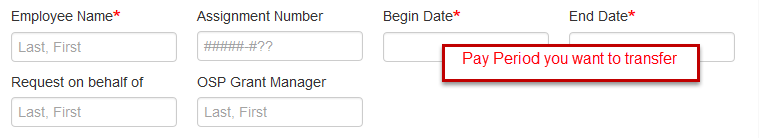 Employee Name* Assignment Number Begin Date* End Date*
Last, First #####-#??
Pay Period you want to transfer
Request on behalf of OSP Grant Manager
Last, First Last, First